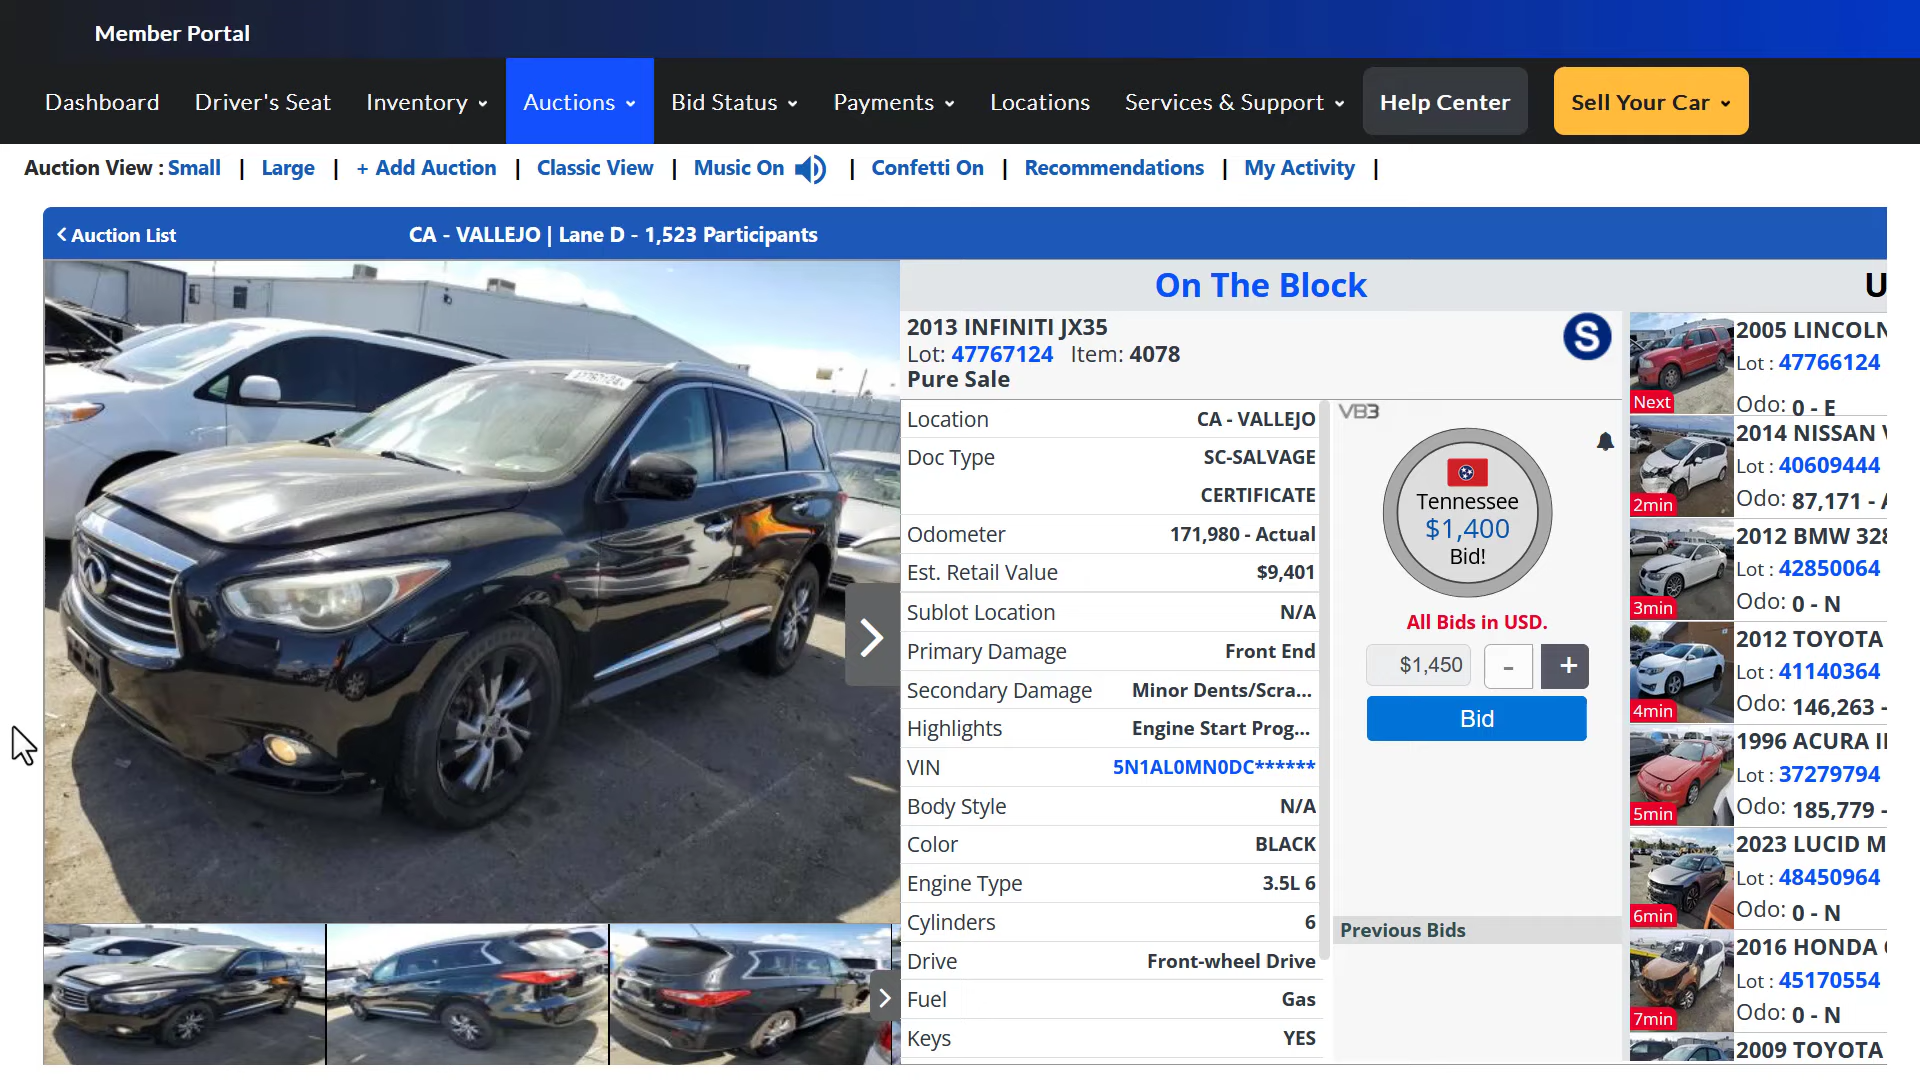 Member Portal
Dashboard Driver's Seat Inventory Auctions Bid Status Payments Locations Services & Support Help Center Sell Your Car
Auction View : Small | Large | + Add Auction | Classic View | Music On | Confetti On | Recommendations | My Activity |
Auction List CA - VALLEJO | Lane D - 1,523 Participants
On The Block
U
2013 INFINITI JX35
Lot: 47767124 Item: 4078
Pure Sale
S
Location CA - VALLEJO
Doc Type SC-SALVAGE
CERTIFICATE
Odometer 171,980 - Actual
Est. Retail Value $9,401
Sublot Location N/A
Primary Damage Front End
Secondary Damage Minor Dents/Scra...
Highlights Engine Start Prog...
VIN 5N1AL0MN0DC******
Body Style N/A
Color BLACK
Engine Type 3.5L 6
Cylinders 6
Drive Front-wheel Drive
Fuel Gas
Keys YES
VB3
Tennessee
$1,400
Bid!
All Bids in USD.
$1,450 - +
Bid
Previous Bids
2005 LINCOLN
Lot : 47766124
Next
Odo: 0 - E
2014 NISSAN V
Lot : 40609444
2min
Odo: 87,171 - A
2012 BMW 328
Lot : 42850064
3min
Odo: 0 - N
2012 TOYOTA
Lot : 41140364
4min
Odo: 146,263 -
1996 ACURA I
Lot : 37279794
5min
Odo: 185,779 -
2023 LUCID M
Lot : 48450964
6min
Odo: 0 - N
2016 HONDA C
Lot : 45170554
7min
Odo: 0 - N
2009 TOYOTA